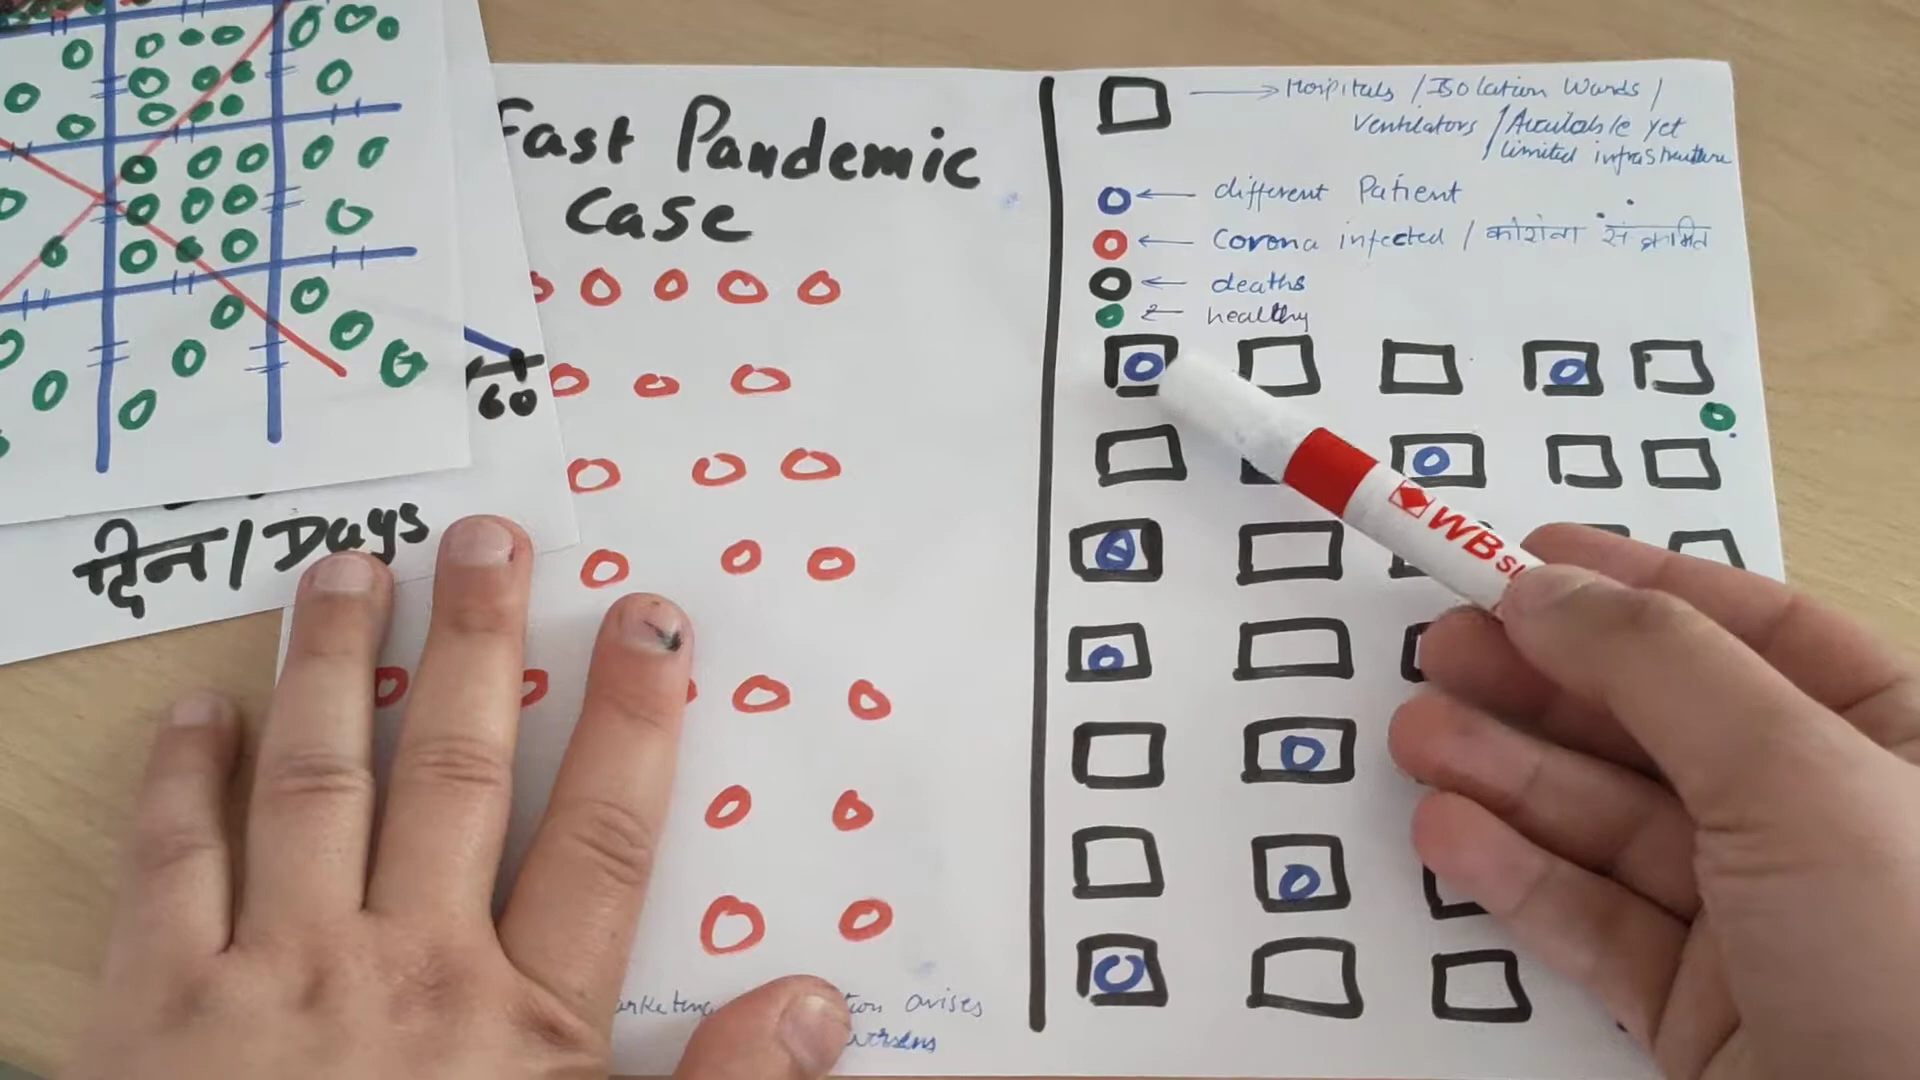 Fast Pandemic
Case
60
दिन/Days
Hospitals / Isolation Wards /
Ventilators / Available yet
limited infrastructure
different Patient
Corona infected / कोरोना संक्रामित
deaths
healthy
WB
arises